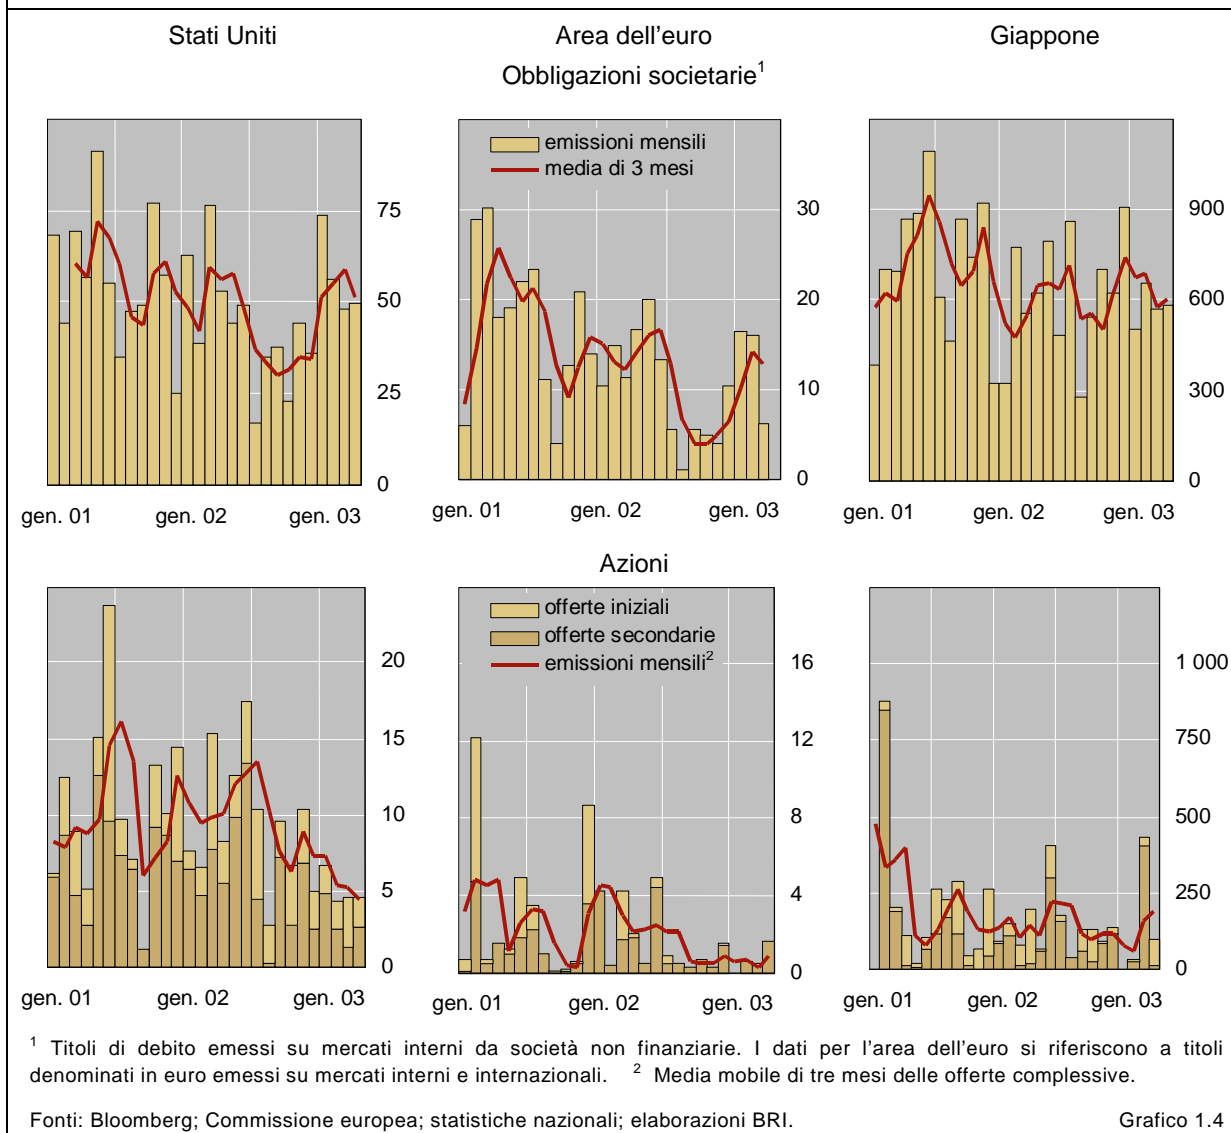 Stati Uniti
Area dell'euro
Giappone
Obbligazioni societarie¹
emissioni mensili
media di 3 mesi
75
50
25
0
30
20
10
0
900
600
300
0
gen. 01
gen. 02
gen. 03
gen. 01
gen. 02
gen. 03
gen. 01
gen. 02
gen. 03
Azioni
offerte iniziali
offerte secondarie
emissioni mensili²
20
15
10
5
0
16
12
8
4
0
1 000
750
500
250
0
gen. 01
gen. 02
gen. 03
gen. 01
gen. 02
gen. 03
gen. 01
gen. 02
gen. 03
¹ Titoli di debito emessi su mercati interni da società non finanziarie. I dati per l'area dell'euro si riferiscono a titoli
denominati in euro emessi su mercati interni e internazionali. ² Media mobile di tre mesi delle offerte complessive.
Fonti: Bloomberg; Commissione europea; statistiche nazionali; elaborazioni BRI.
Grafico 1.4